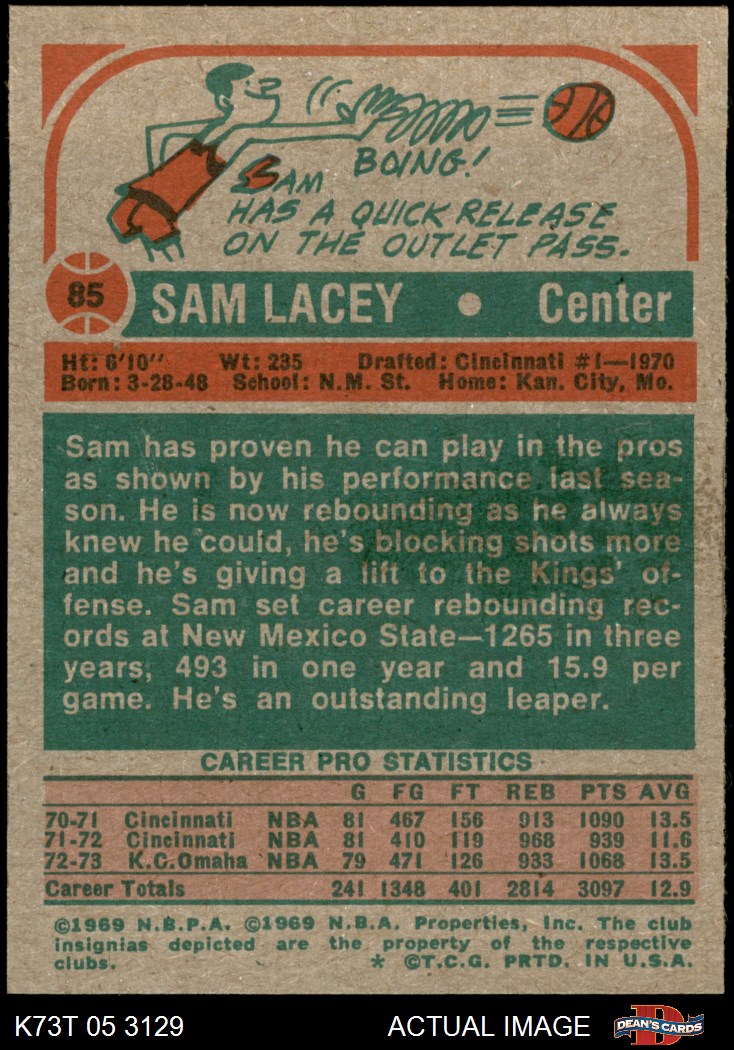 BOING!
SAM
HAS A QUICK RELEASE
ON THE OUTLET PASS.
85 SAM LACEY • Center
Ht: 6'10" Wt: 235 Drafted: Cincinnati #1—1970
Born: 3-28-48 School: N.M. St. Home: Kan. City, Mo.
Sam has proven he can play in the pros
as shown by his performance last sea-
son. He is now rebounding as he always
knew he could, he's blocking shots more
and he's giving a lift to the Kings' of-
fense. Sam set career rebounding rec-
ords at New Mexico State—1265 in three
years, 493 in one year and 15.9 per
game. He's an outstanding leaper.
CAREER PRO STATISTICS
G FG FT REB PTS AVG
70-71 Cincinnati NBA 81 467 156 913 1090 13.5
71-72 Cincinnati NBA 81 410 119 968 939 11.6
72-73 K.C.Omaha NBA 79 471 126 933 1068 13.5
Career Totals 241 1348 401 2814 3097 12.9
©1969 N.B.P.A. ©1969 N.B.A. Properties, Inc. The club
insignias depicted are the property of the respective
clubs. * ©T.C.G. PRTD. IN U.S.A.
K73T 05 3129 ACTUAL IMAGE D DEAN'S CARDS